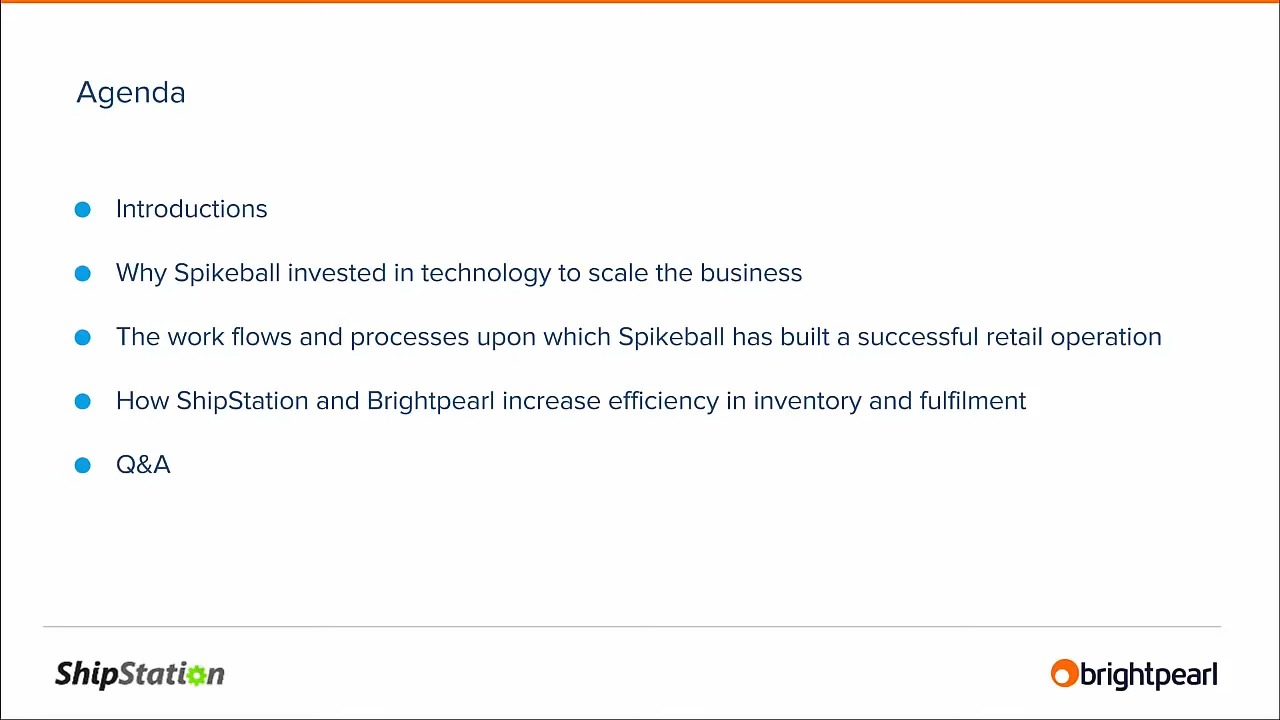 Agenda
Introductions
Why Spikeball invested in technology to scale the business
The work flows and processes upon which Spikeball has built a successful retail operation
How ShipStation and Brightpearl increase efficiency in inventory and fulfilment
Q&A
ShipStation
brightpearl